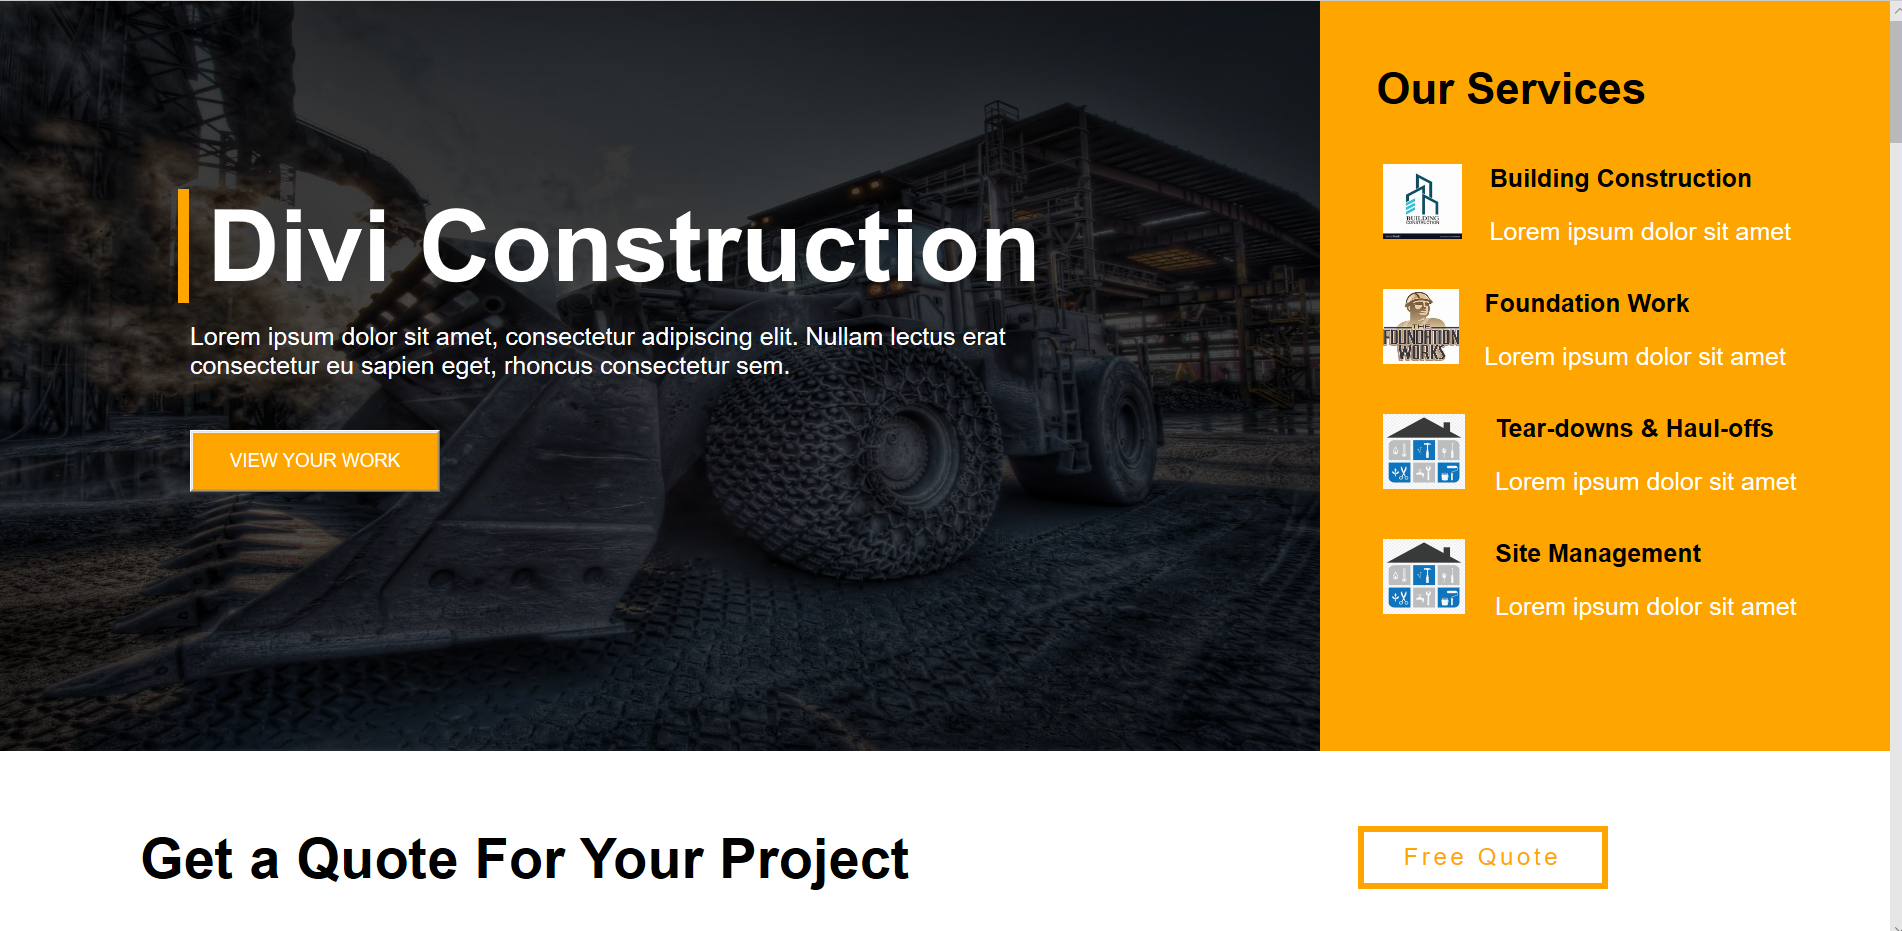 Divi Construction
Lorem ipsum dolor sit amet, consectetur adipiscing elit. Nullam lectus erat
consectetur eu sapien eget, rhoncus consectetur sem.
VIEW YOUR WORK
Our Services
BUILDING
CONSTRUCTION
Building Construction
Lorem ipsum dolor sit amet
THE
FOUNDATION
WORKS
Foundation Work
Lorem ipsum dolor sit amet
Tear-downs & Haul-offs
Lorem ipsum dolor sit amet
Site Management
Lorem ipsum dolor sit amet
Get a Quote For Your Project
Free Quote